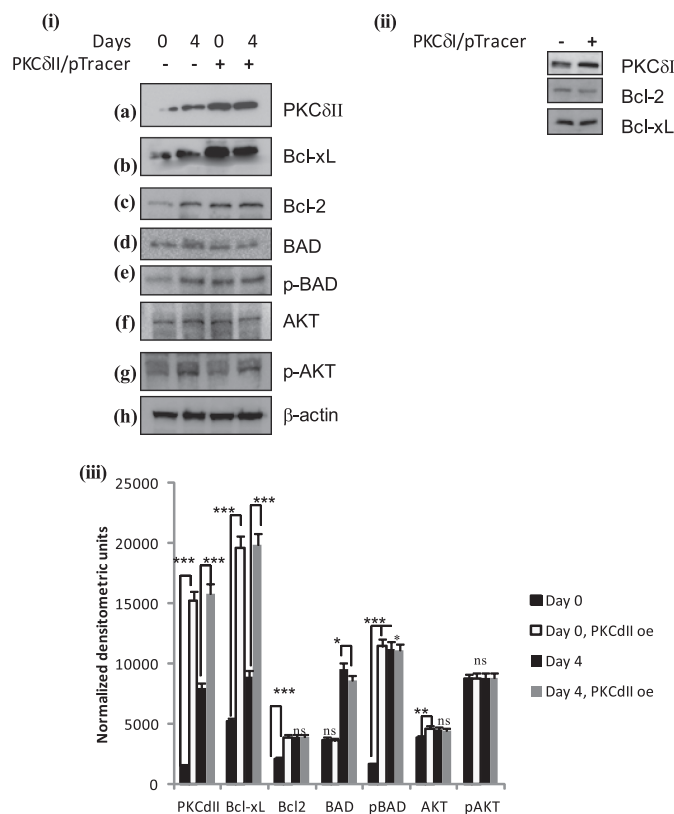 (i)
Days 0 4 0 4
PKCδII/pTracer - - + +
(a) PKCδII
(b) Bcl-xL
(c) Bcl-2
(d) BAD
(e) p-BAD
(f) AKT
(g) p-AKT
(h) β-actin
(ii)
PKCδI/pTracer - +
PKCδI
Bcl-2
Bcl-xL
(iii)
Normalized densitometric units
25000
20000
15000
10000
5000
0
*** ***
*** ***
***
ns
ns
*
***
*
**
ns
ns
PKCdII Bcl-xL Bcl2 BAD pBAD AKT pAKT
Day 0
Day 0, PKCdII oe
Day 4
Day 4, PKCdII oe